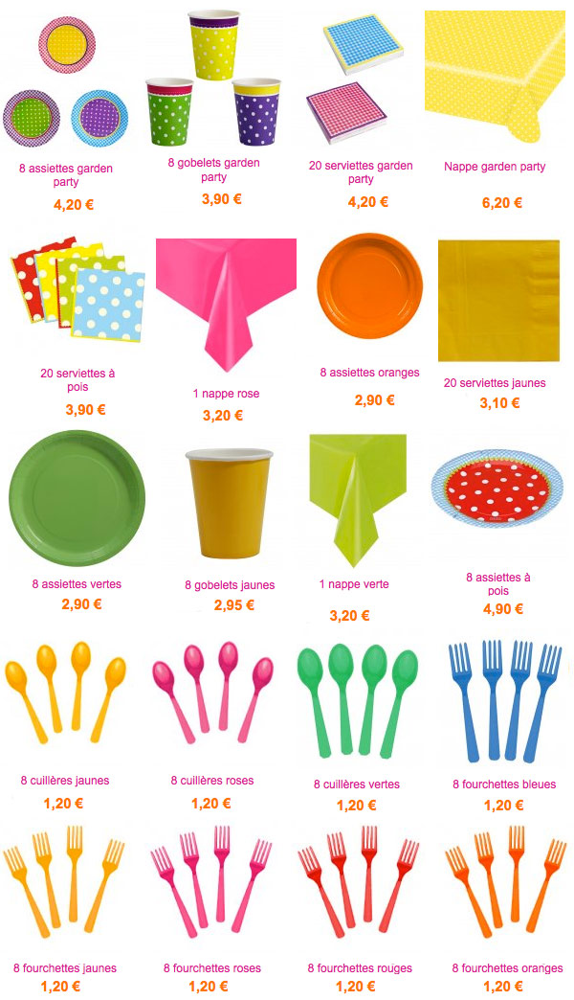 8 assiettes garden
party
4,20 €
8 gobelets garden
party
3,90 €
20 serviettes garden
party
4,20 €
Nappe garden party
6,20 €
20 serviettes à
pois
3,90 €
1 nappe rose
3,20 €
8 assiettes oranges
2,90 €
20 serviettes jaunes
3,10 €
8 assiettes vertes
2,90 €
8 gobelets jaunes
2,95 €
1 nappe verte
3,20 €
8 assiettes à
pois
4,90 €
8 cuillères jaunes
1,20 €
8 cuillères roses
1,20 €
8 cuillères vertes
1,20 €
8 fourchettes bleues
1,20 €
8 fourchettes jaunes
1,20 €
8 fourchettes roses
1,20 €
8 fourchettes rouges
1,20 €
8 fourchettes oranges
1,20 €